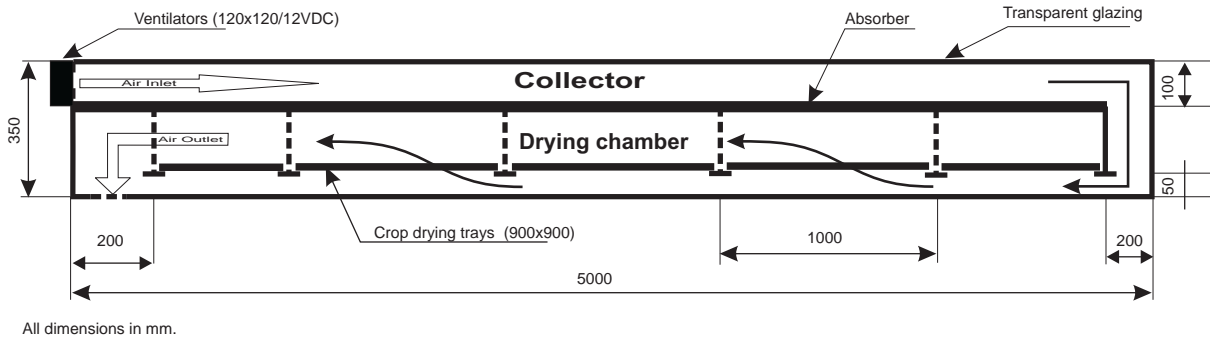 Ventilators (120x120/12VDC)
Absorber
Transparent glazing
Air Inlet
Collector
100
350
Air Outlet
Drying chamber
50
Crop drying trays (900x900)
200
1000
200
5000
All dimensions in mm.